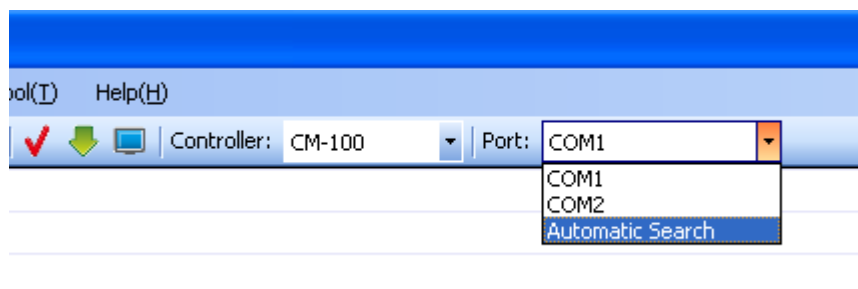 ool(T) Help(H)
Controller: CM-100 Port: COM1
COM1
COM2
Automatic Search